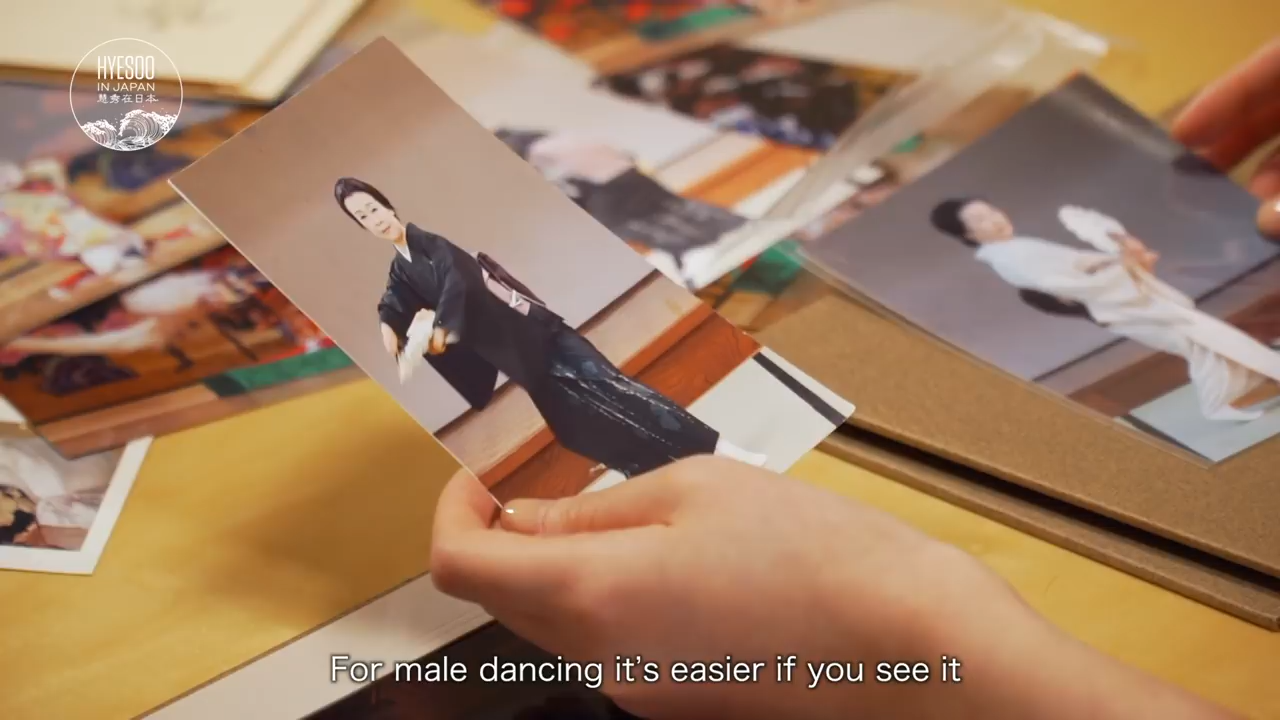 HYESOO
IN JAPAN
慧秀在日本
For male dancing it's easier if you see it